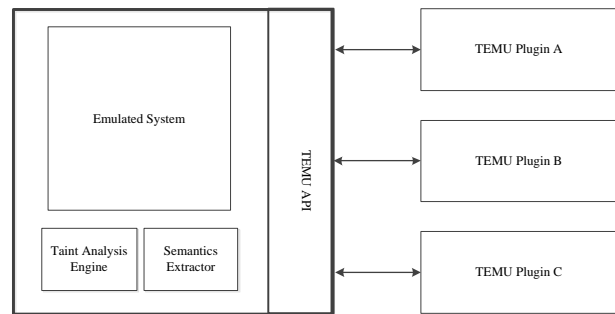 TEMU Plugin A
Emulated System
TEMU API
TEMU Plugin B
Taint Analysis
Engine
Semantics
Extractor
TEMU Plugin C